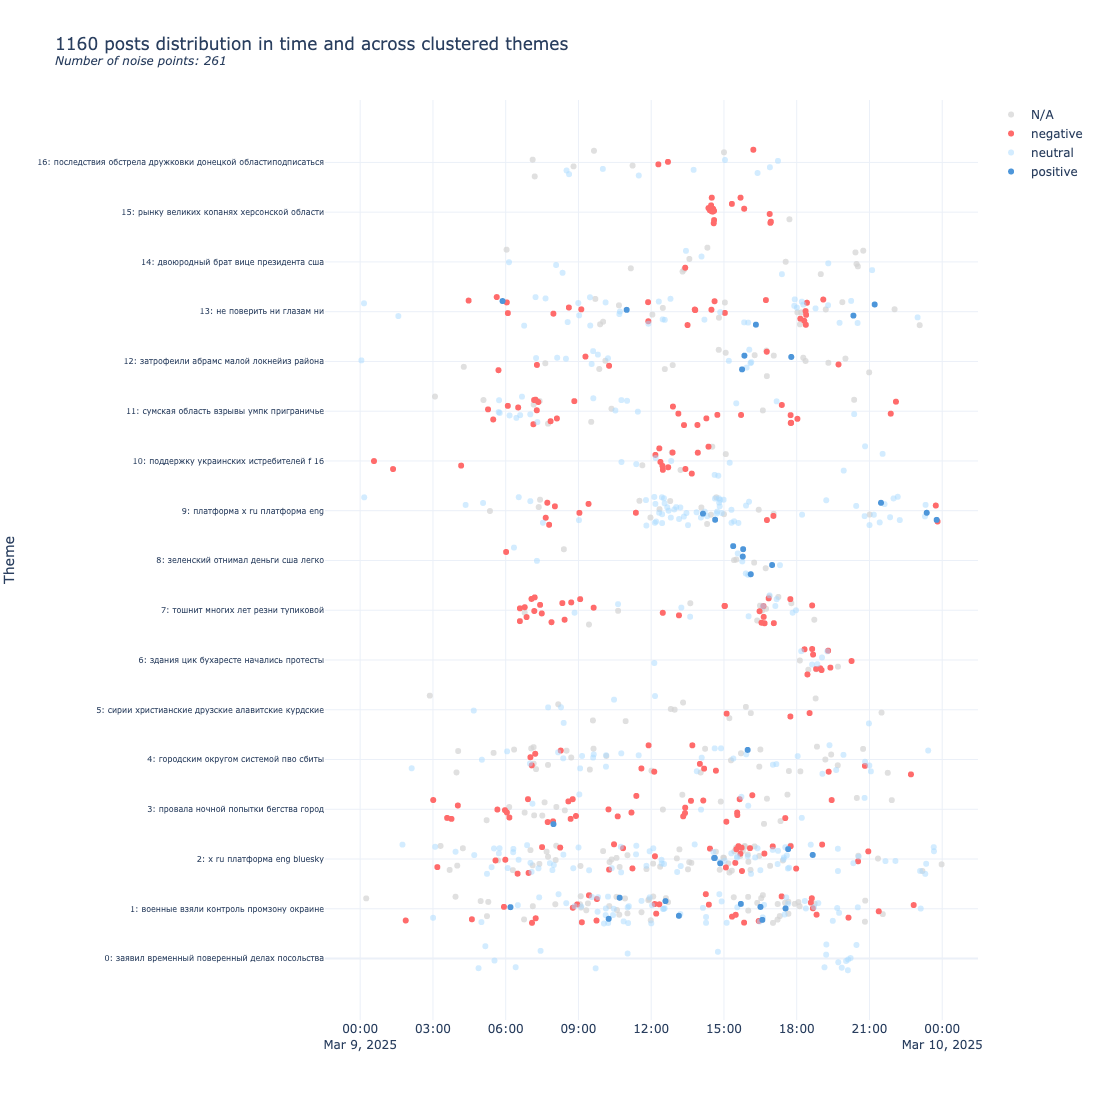 1160 posts distribution in time and across clustered themes
Number of noise points: 261
N/A
negative
neutral
positive
Theme
16: последствия обстрела дружковки донецкой областиподписаться
15: рынку великих копанях херсонской области
14: двоюродный брат вице президента сша
13: не поверить ни глазам ни
12: затрофеили абрамс малой локнейиз района
11: сумская область взрывы умпк приграничье
10: поддержку украинских истребителей f 16
9: платформа x ru платформа eng
8: зеленский отнимал деньги сша легко
7: тошнит многих лет резни тупиковой
6: здания цик бухаресте начались протесты
5: сирии христианские друзские алавитские курдские
4: городским округом системой пво сбиты
3: провала ночной попытки бегства город
2: x ru платформа eng bluesky
1: военные взяли контроль промзону окраине
0: заявил временный поверенный делах посольства
00:00 03:00 06:00 09:00 12:00 15:00 18:00 21:00 00:00
Mar 9, 2025 Mar 10, 2025